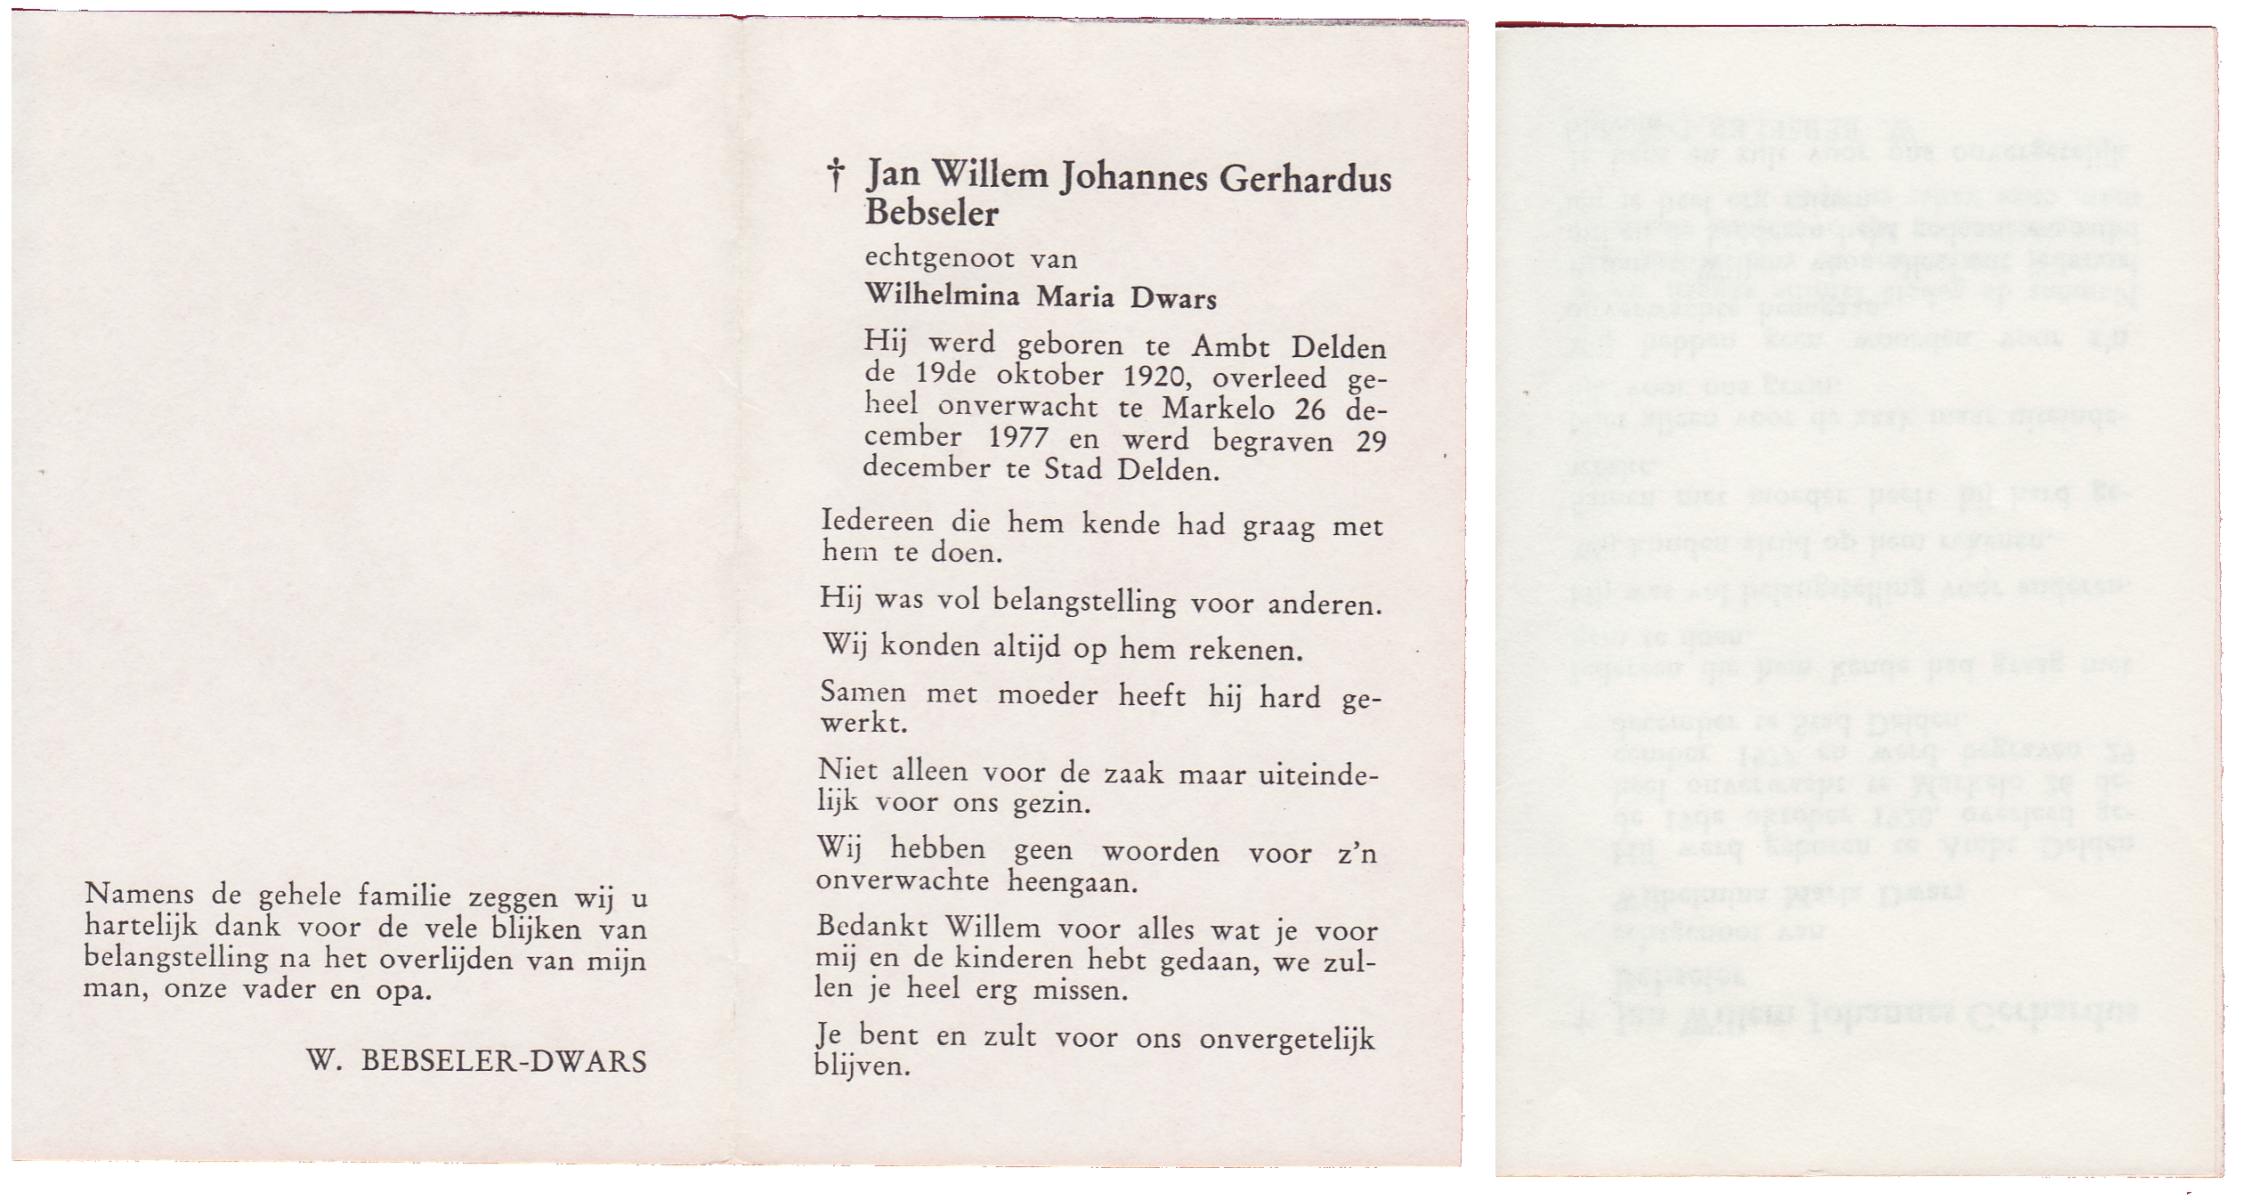 Namens de gehele familie zeggen wij u
hartelijk dank voor de vele blijken van
belangstelling na het overlijden van mijn
man, onze vader en opa.
W. BEBSELER-DWARS
† Jan Willem Johannes Gerhardus
Bebseler
echtgenoot van
Wilhelmina Maria Dwars
Hij werd geboren te Ambt Delden
de 19de oktober 1920, overleed ge-
heel onverwacht te Markelo 26 de-
cember 1977 en werd begraven 29
december te Stad Delden.
Iedereen die hem kende had graag met
hem te doen.
Hij was vol belangstelling voor anderen.
Wij konden altijd op hem rekenen.
Samen met moeder heeft hij hard ge-
werkt.
Niet alleen voor de zaak maar uiteinde-
lijk voor ons gezin.
Wij hebben geen woorden voor z'n
onverwachte heengaan.
Bedankt Willem voor alles wat je voor
mij en de kinderen hebt gedaan, we zul-
len je heel erg missen.
Je bent en zult voor ons onvergetelijk
blijven.